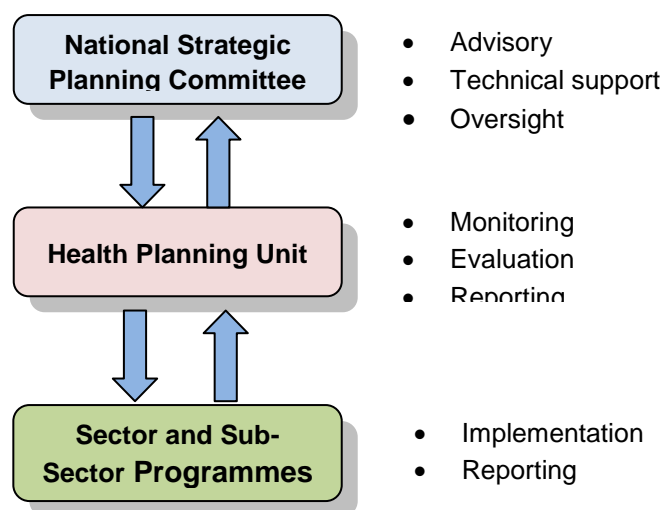 National Strategic
Planning Committee
• Advisory
• Technical support
• Oversight
Health Planning Unit
• Monitoring
• Evaluation
• Reporting
Sector and Sub-
Sector Programmes
• Implementation
• Reporting